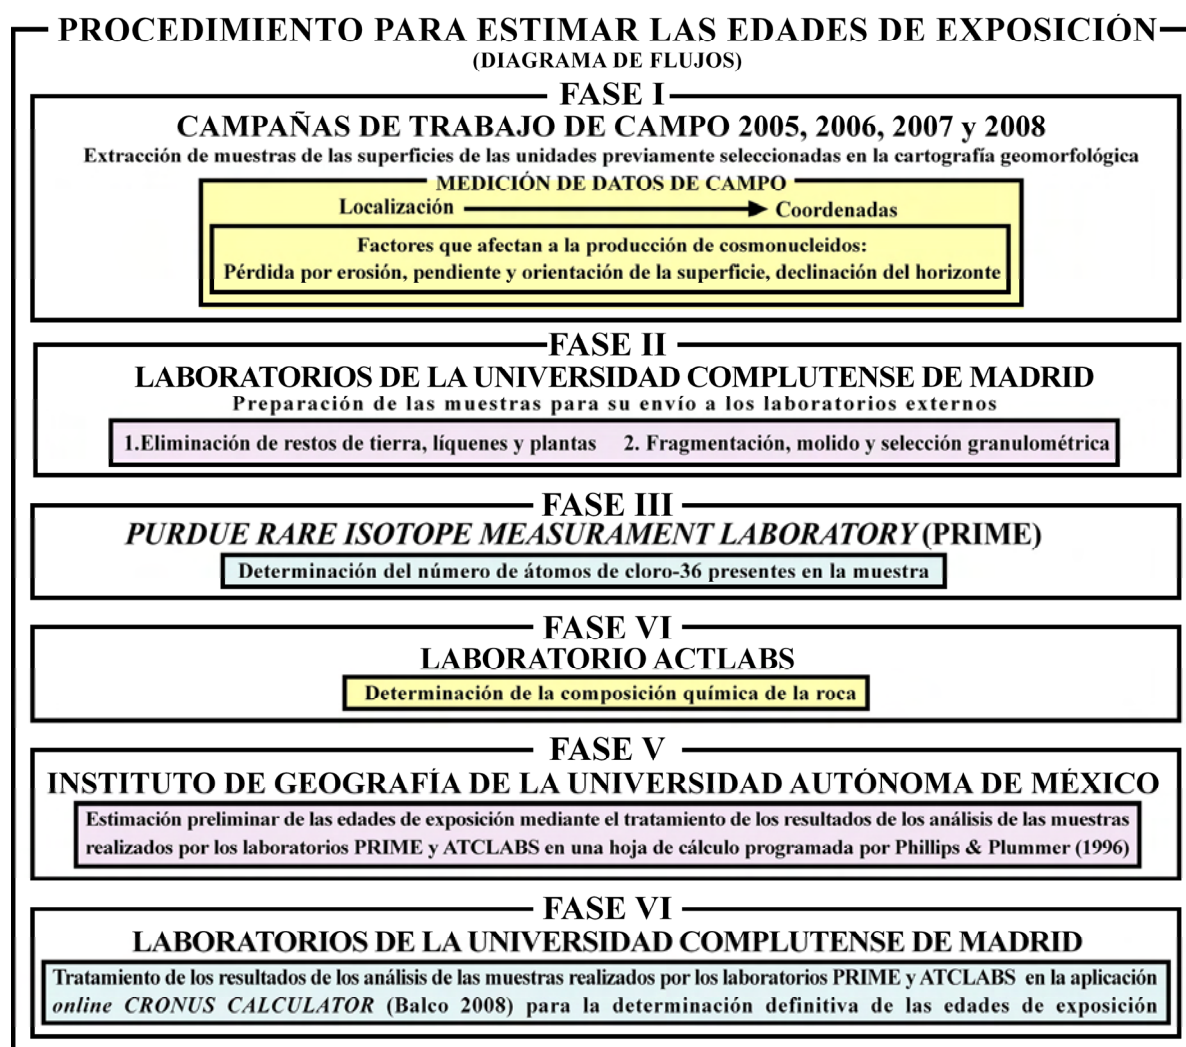 PROCEDIMIENTO PARA ESTIMAR LAS EDADES DE EXPOSICIÓN
(DIAGRAMA DE FLUJOS)
FASE I
CAMPAÑAS DE TRABAJO DE CAMPO 2005, 2006, 2007 y 2008
Extracción de muestras de las superficies de las unidades previamente seleccionadas en la cartografía geomorfológica
MEDICIÓN DE DATOS DE CAMPO
Localización Coordenadas
Factores que afectan a la producción de cosmonucleidos:
Pérdida por erosión, pendiente y orientación de la superficie, declinación del horizonte
FASE II
LABORATORIOS DE LA UNIVERSIDAD COMPLUTENSE DE MADRID
Preparación de las muestras para su envío a los laboratorios externos
1.Eliminación de restos de tierra, líquenes y plantas 2. Fragmentación, molido y selección granulométrica
FASE III
PURDUE RARE ISOTOPE MEASURAMENT LABORATORY (PRIME)
Determinación del número de átomos de cloro-36 presentes en la muestra
FASE VI
LABORATORIO ACTLABS
Determinación de la composición química de la roca
FASE V
INSTITUTO DE GEOGRAFÍA DE LA UNIVERSIDAD AUTÓNOMA DE MÉXICO
Estimación preliminar de las edades de exposición mediante el tratamiento de los resultados de los análisis de las muestras
realizados por los laboratorios PRIME y ATCLABS en una hoja de cálculo programada por Phillips & Plummer (1996)
FASE VI
LABORATORIOS DE LA UNIVERSIDAD COMPLUTENSE DE MADRID
Tratamiento de los resultados de los análisis de las muestras realizados por los laboratorios PRIME y ATCLABS en la aplicación
online CRONUS CALCULATOR (Balco 2008) para la determinación definitiva de las edades de exposición